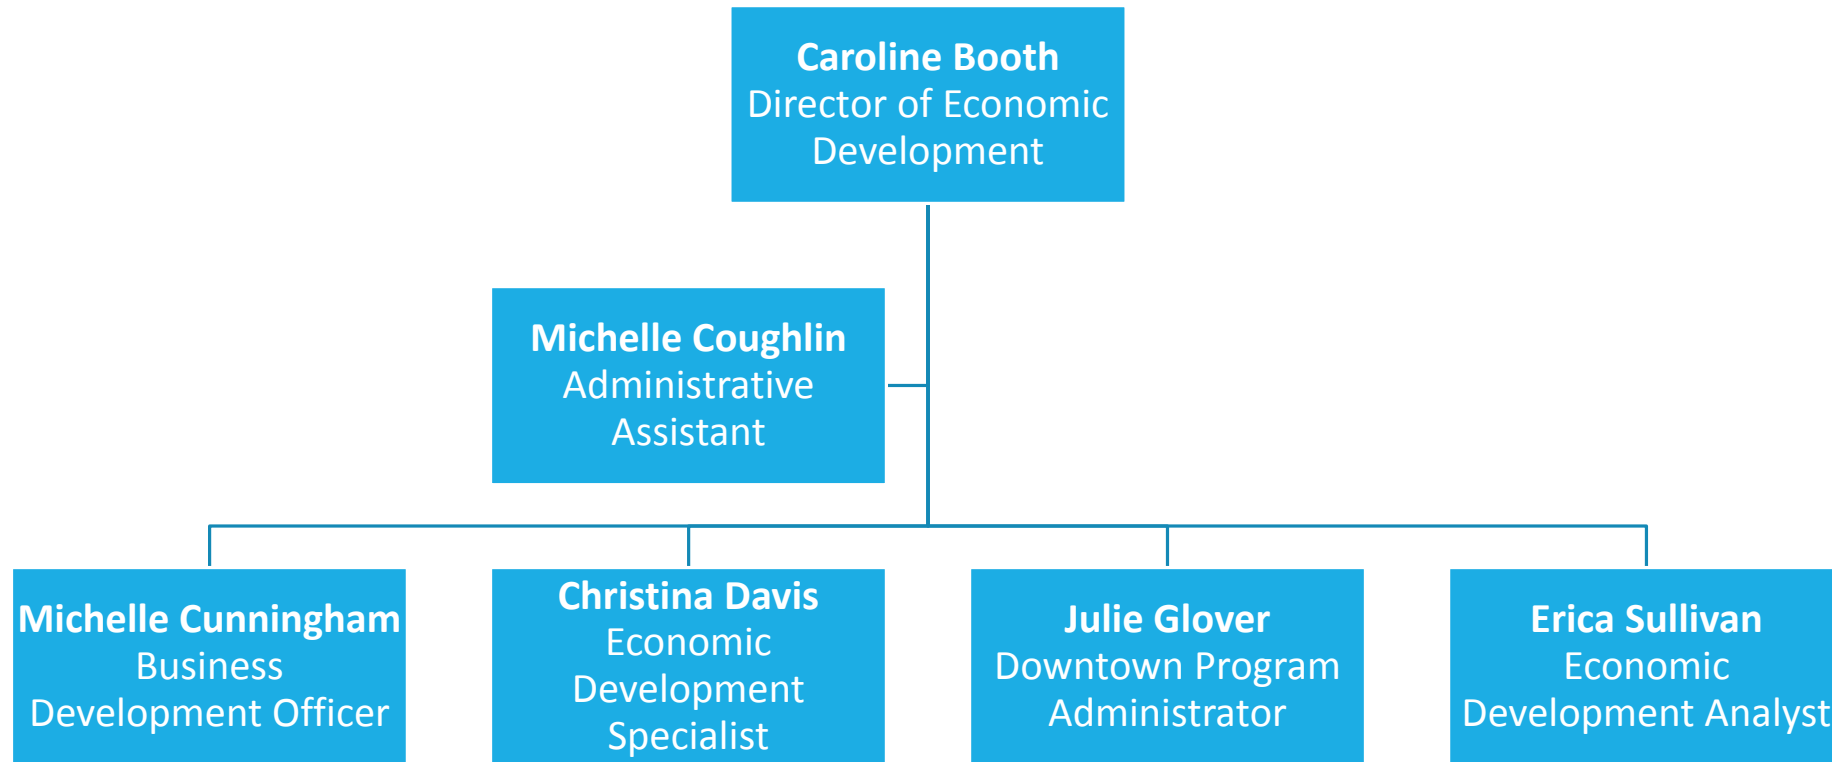 Caroline Booth
Director of Economic
Development
Michelle Coughlin
Administrative
Assistant
Michelle Cunningham
Business
Development Officer
Christina Davis
Economic
Development
Specialist
Julie Glover
Downtown Program
Administrator
Erica Sullivan
Economic
Development Analyst